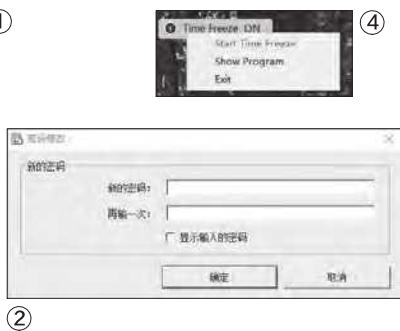 ①
④
Time Freeze ON
Start Time Freeze
Show Program
Exit
密码修改
新的密码
新的密码:
再输一次:
显示输入的密码
确定
取消
②